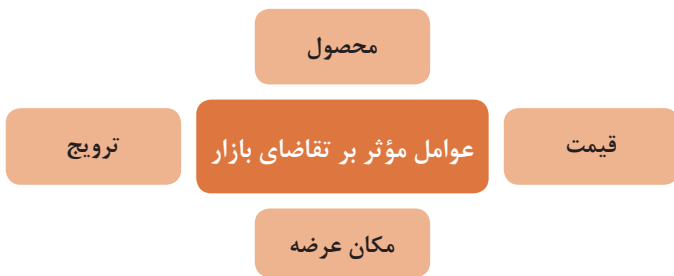 محصول
قیمت
عوامل مؤثر بر تقاضای بازار
ترویج
مکان عرضه